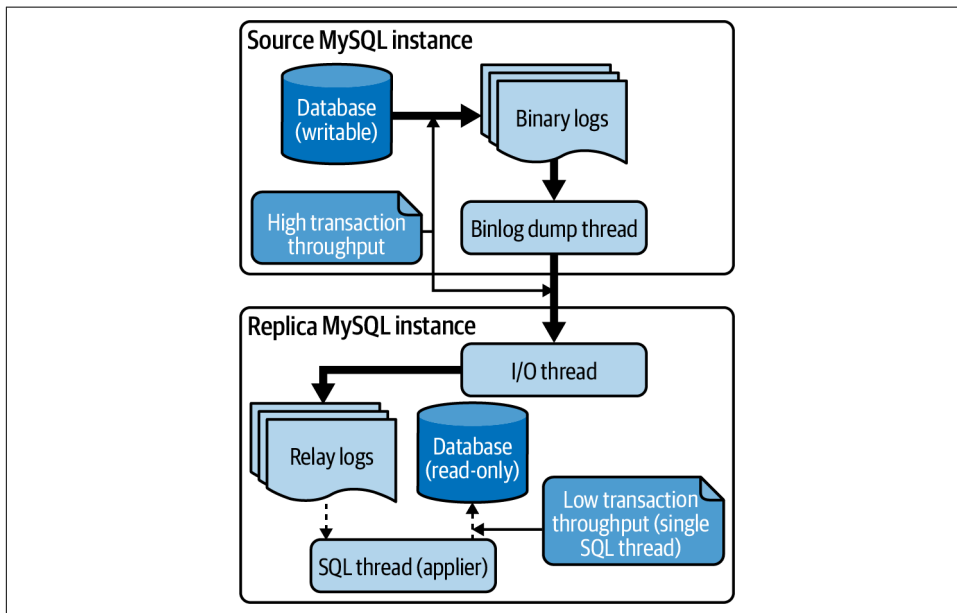 Source MySQL instance
Database
(writable)
Binary logs
High transaction
throughput
Binlog dump thread
Replica MySQL instance
I/O thread
Relay logs
Database
(read-only)
Low transaction
throughput (single
SQL thread)
SQL thread (applier)